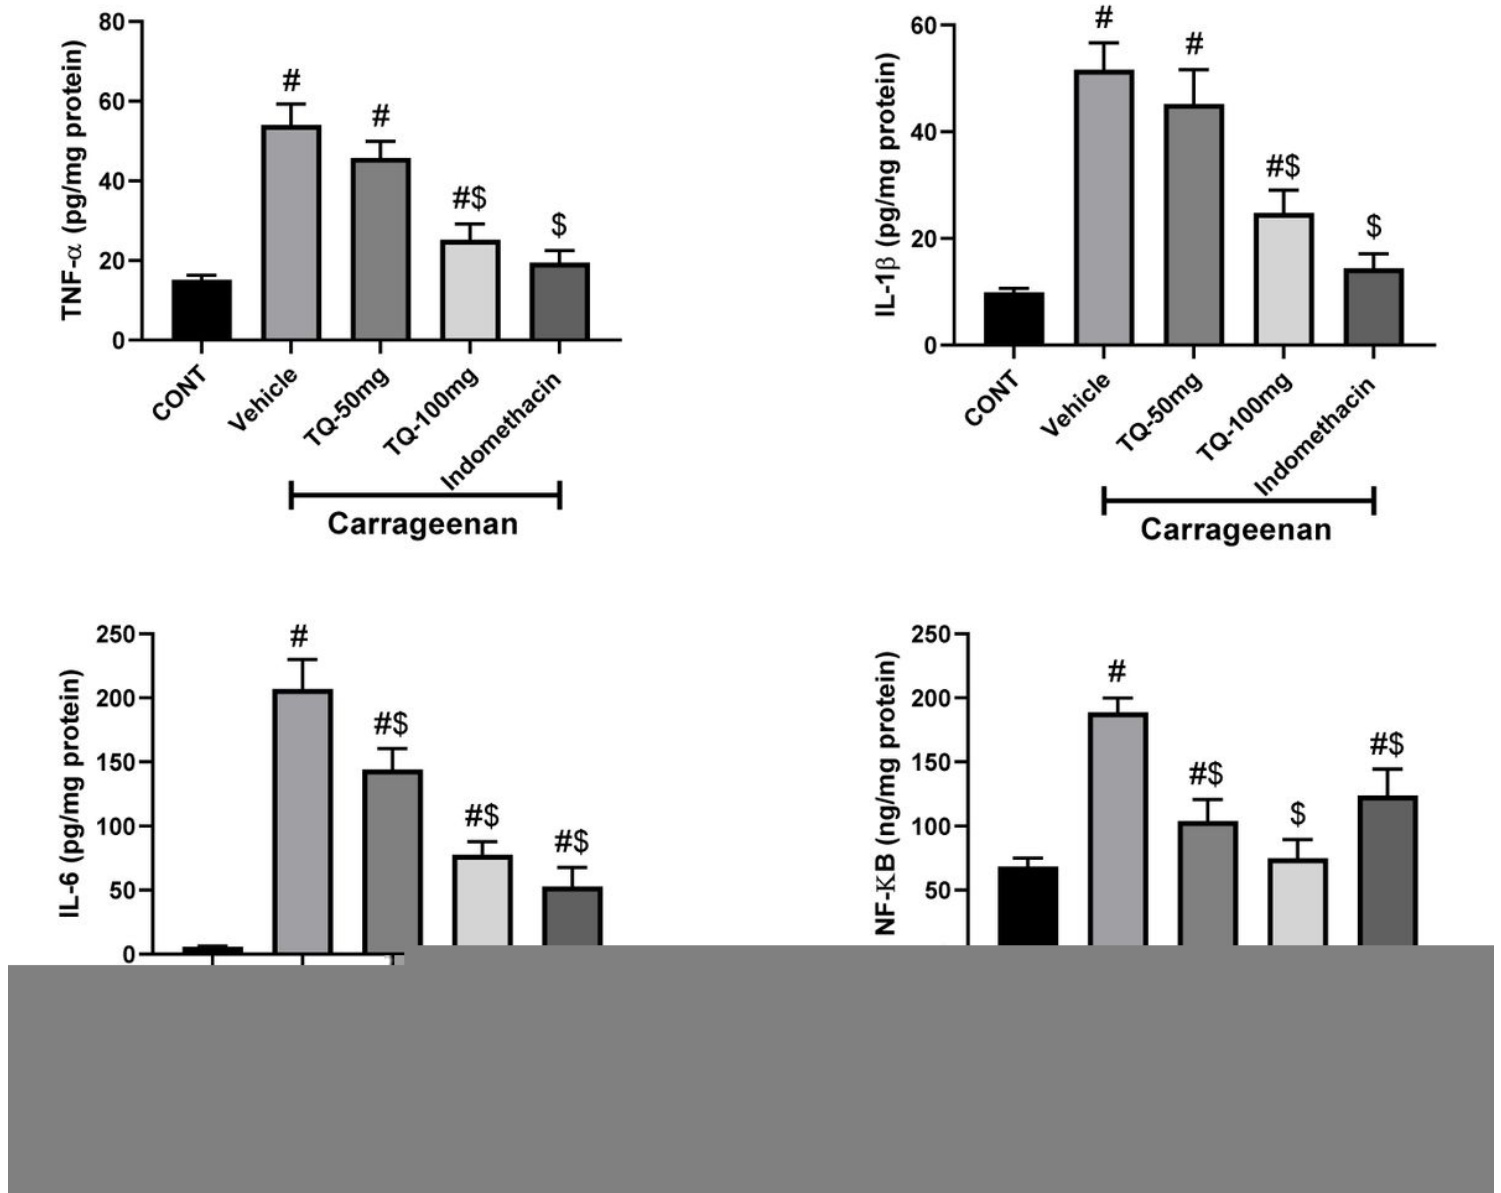 TNF-α (pg/mg protein)
80
60
40
20
0
#
#
#$
$
CONT
Vehicle
TQ-50mg
TQ-100mg
Indomethacin
Carrageenan
IL-1β (pg/mg protein)
60
40
20
0
#
#
#$
$
CONT
Vehicle
TQ-50mg
TQ-100mg
Indomethacin
Carrageenan
IL-6 (pg/mg protein)
250
200
150
100
50
0
#
#$
#$
#$
NF-κB (ng/mg protein)
250
200
150
100
50
#
#$
$
#$